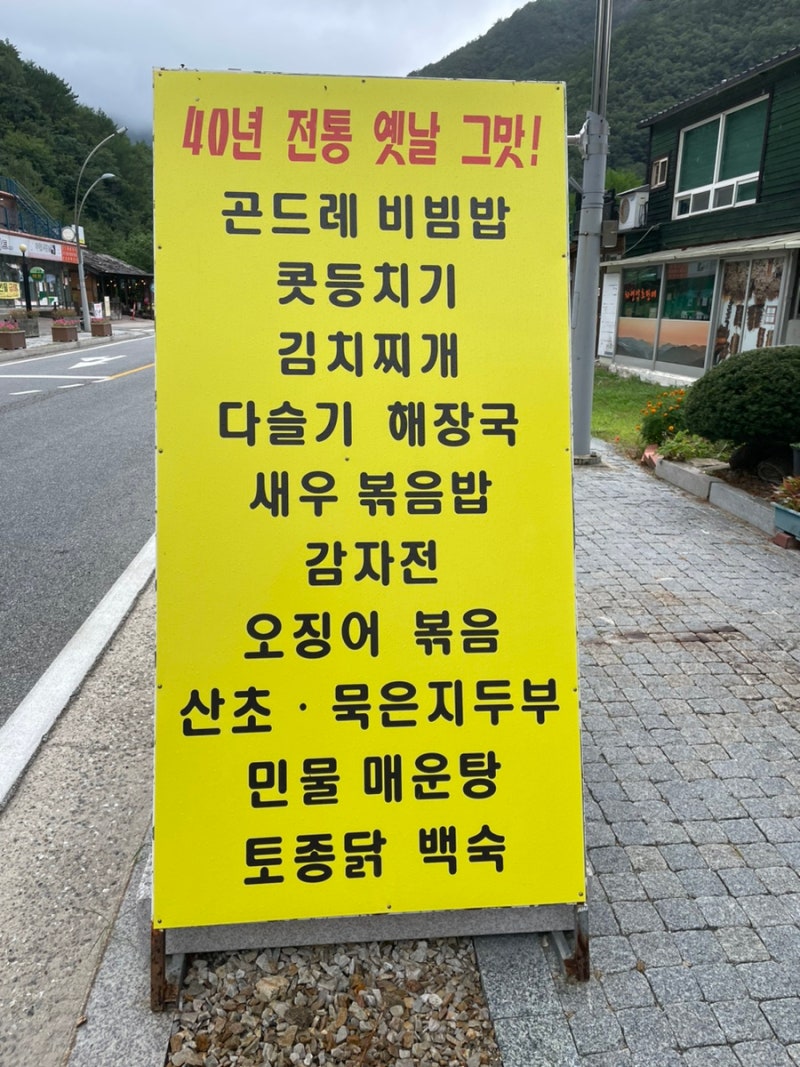 40년 전통 옛날 그맛!
곤드레 비빔밥
콧등치기
김치찌개
다슬기 해장국
새우 볶음밥
감자전
오징어 볶음
산초 · 묵은지두부
민물 매운탕
토종닭 백숙